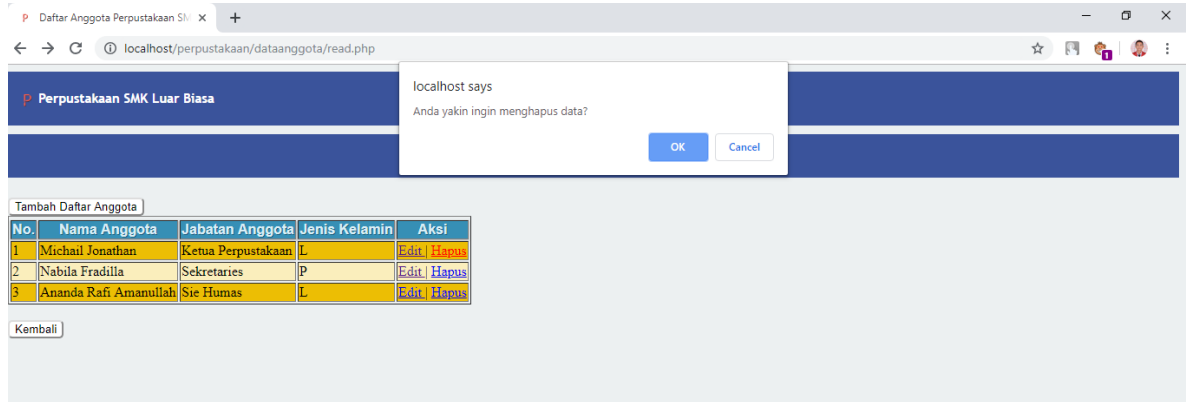 P Daftar Anggota Perpustakaan SM
localhost/perpustakaan/dataanggota/read.php
1
localhost says
Anda yakin ingin menghapus data?
OK Cancel
P Perpustakaan SMK Luar Biasa
Tambah Daftar Anggota
No. Nama Anggota Jabatan Anggota Jenis Kelamin Aksi
1 Michail Jonathan Ketua Perpustakaan L Edit | Hapus
2 Nabila Fradilla Sekretaries P Edit | Hapus
3 Ananda Rafi Amanullah Sie Humas L Edit | Hapus
Kembali